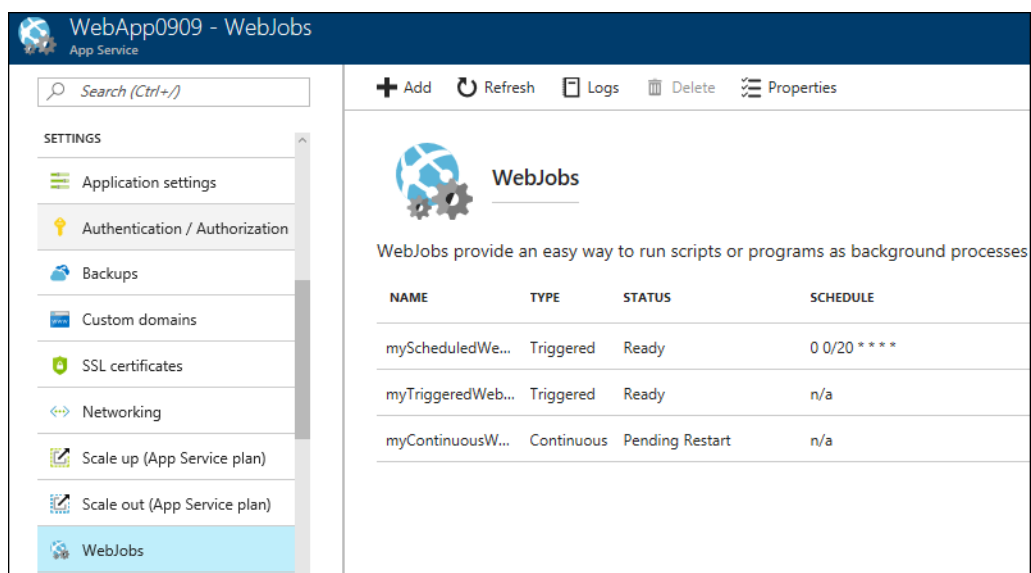 WebApp0909 - WebJobs
App Service
Search (Ctrl+/)
SETTINGS
Application settings
Authentication / Authorization
Backups
www
Custom domains
SSL certificates
Networking
Scale up (App Service plan)
Scale out (App Service plan)
WebJobs
Add Refresh Logs Delete Properties
WebJobs
WebJobs provide an easy way to run scripts or programs as background processes
NAME TYPE STATUS SCHEDULE
myScheduledWe... Triggered Ready 0 0/20 * * * *
myTriggeredWeb... Triggered Ready n/a
myContinuousW... Continuous Pending Restart n/a